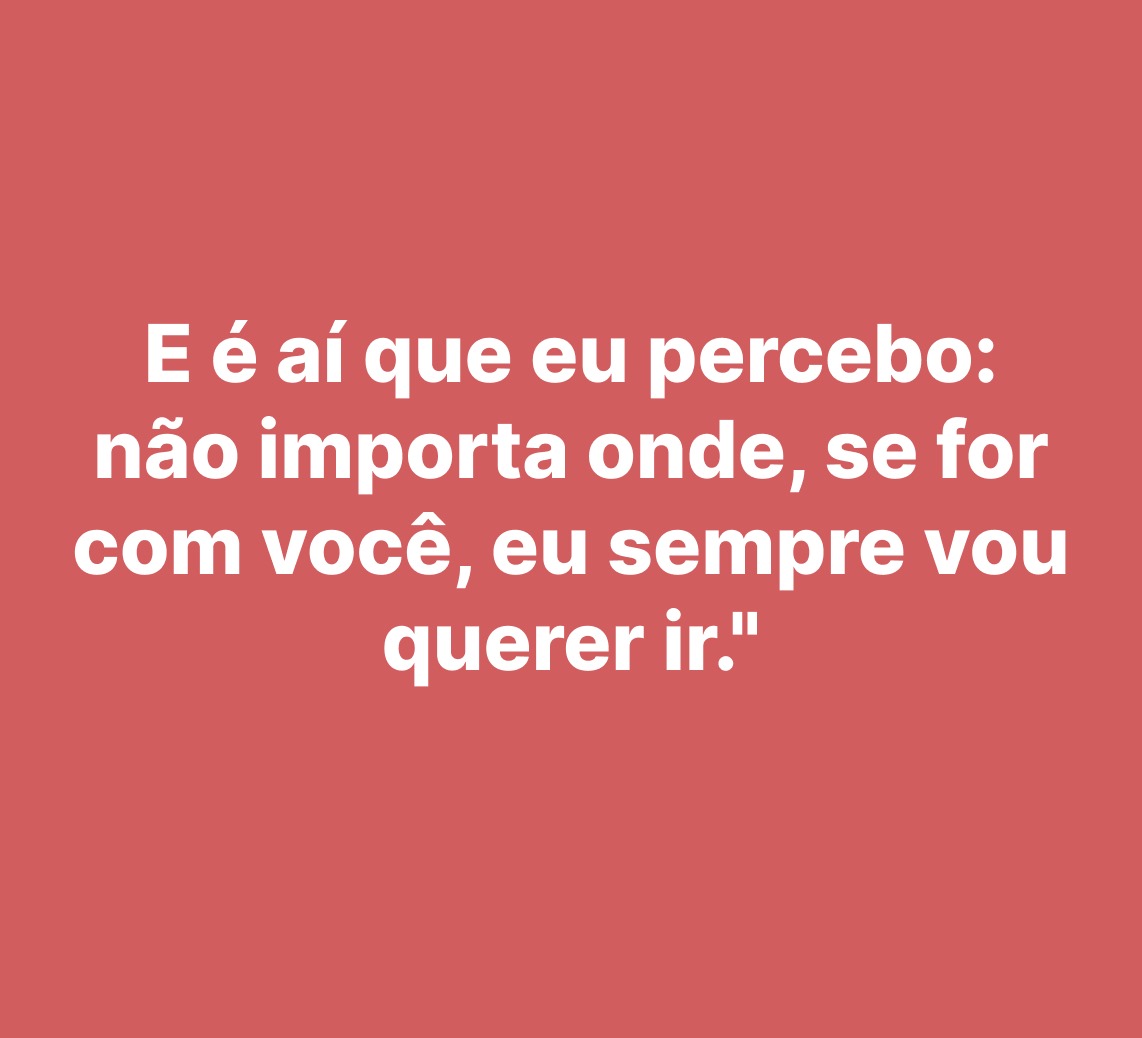 E é aí que eu percebo:
não importa onde, se for
com você, eu sempre vou
querer ir."